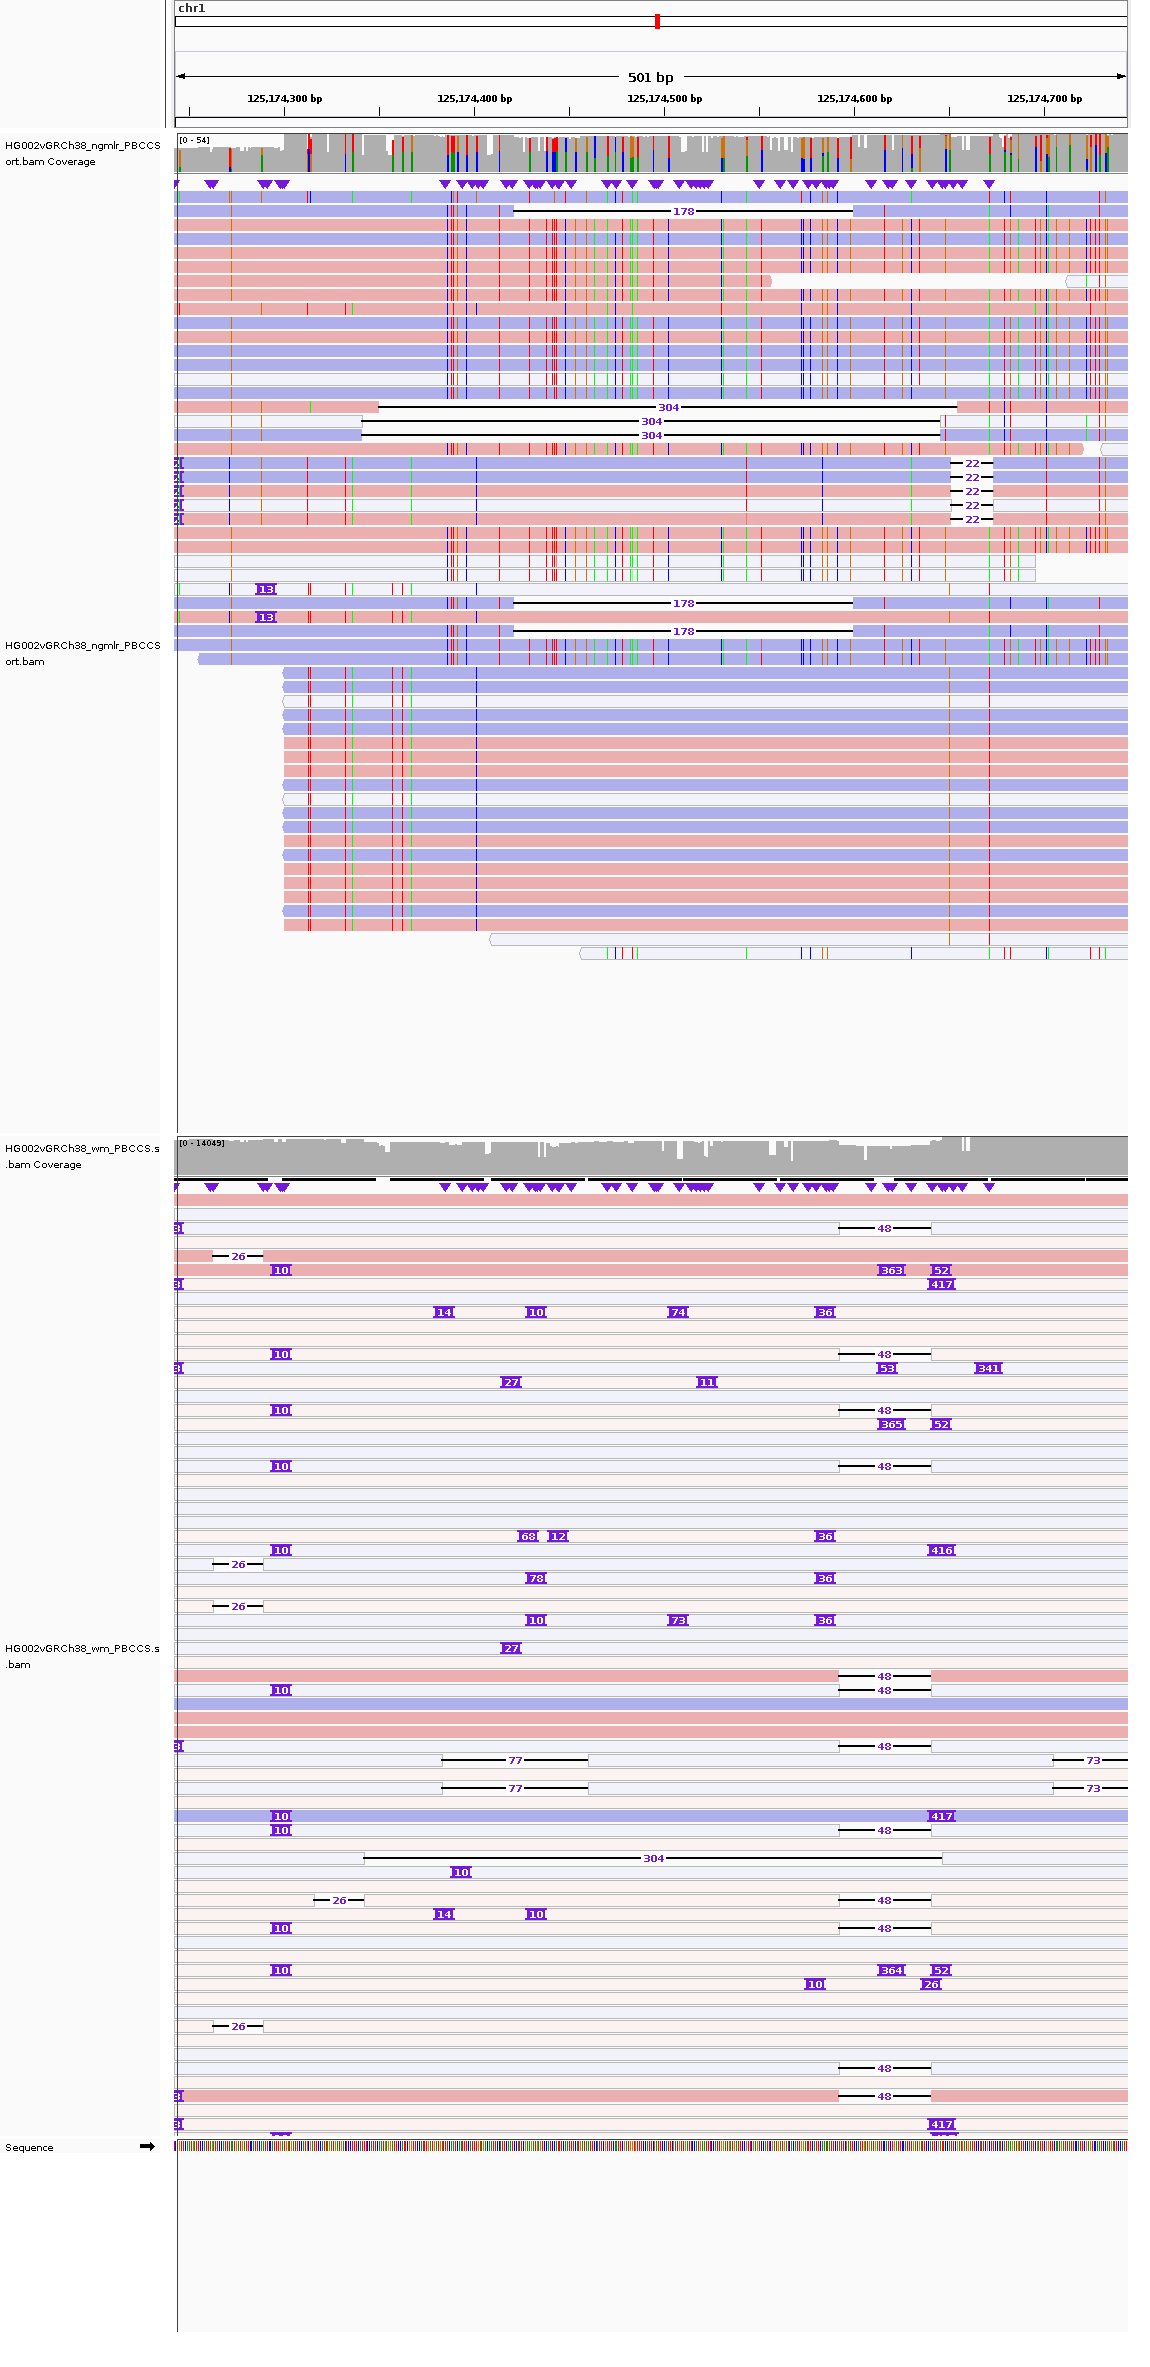 chr1
501 bp
125,174,300 bp 125,174,400 bp 125,174,500 bp 125,174,600 bp 125,174,700 bp
HG002vGRCh38_ngmlr_PBCCS
ort.bam Coverage
[0 - 54]
178
304
304
304
22
22
22
22
22
13
178
13
178
HG002vGRCh38_ngmlr_PBCCS
ort.bam
HG002vGRCh38_wm_PBCCS.s
.bam Coverage
[0 - 14049]
48
26
10 363 52
417
14 10 74 36
10 48
53 341
27 11
10 48
365 52
10 48
68 12 36
10 416
26
78 36
26
10 73 36
27
HG002vGRCh38_wm_PBCCS.s
.bam
48
10 48
48
77 73
77 73
10 417
10 48
304
10
26 48
14 10
10 48
10 364 52
10 26
26
48
48
417
Sequence